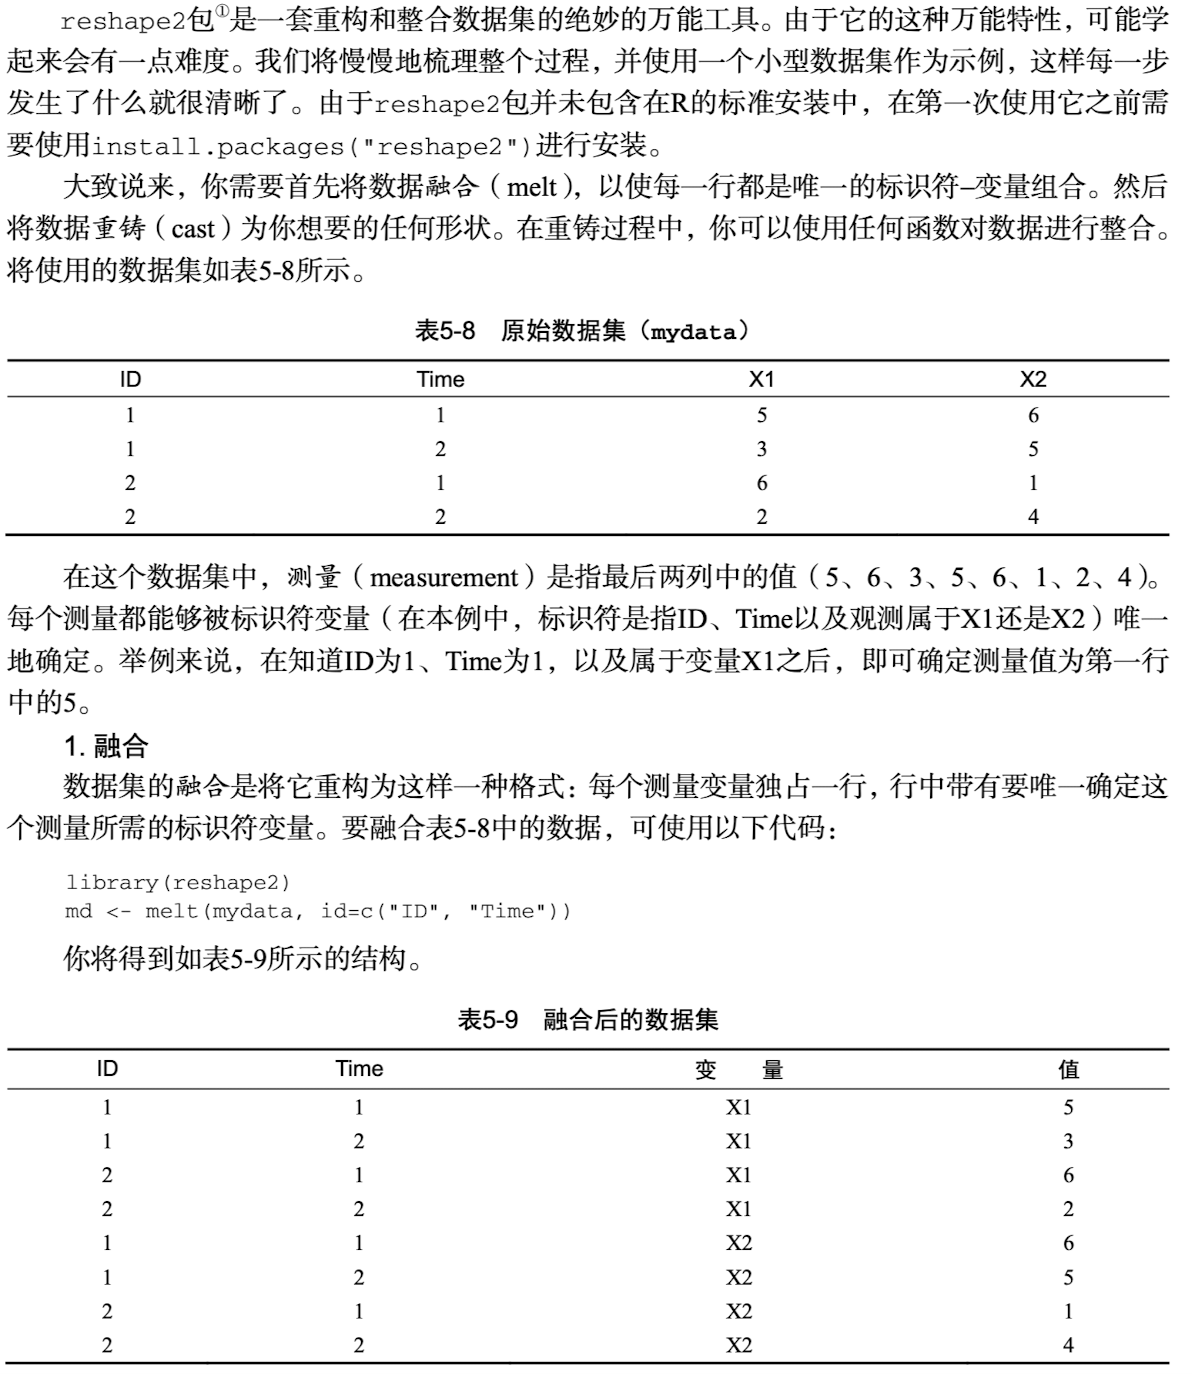 reshape2包①是一套重构和整合数据集的绝妙的万能工具。由于它的这种万能特性，可能学
起来会有一点难度。我们将慢慢地梳理整个过程，并使用一个小型数据集作为示例，这样每一步
发生了什么就很清晰了。由于reshape2包并未包含在R的标准安装中，在第一次使用它之前需
要使用install.packages("reshape2")进行安装。
大致说来，你需要首先将数据融合（melt），以使每一行都是唯一的标识符–变量组合。然后
将数据重铸（cast）为你想要的任何形状。在重铸过程中，你可以使用任何函数对数据进行整合。
将使用的数据集如表5-8所示。
表5-8 原始数据集（mydata）
ID Time X1 X2
1 1 5 6
1 2 3 5
2 1 6 1
2 2 2 4
在这个数据集中，测量（measurement）是指最后两列中的值（5、6、3、5、6、1、2、4）。
每个测量都能够被标识符变量（在本例中，标识符是指ID、Time以及观测属于X1还是X2）唯一
地确定。举例来说，在知道ID为1、Time为1，以及属于变量X1之后，即可确定测量值为第一行
中的5。
1. 融合
数据集的融合是将它重构为这样一种格式：每个测量变量独占一行，行中带有要唯一确定这
个测量所需的标识符变量。要融合表5-8中的数据，可使用以下代码：
library(reshape2)
md <- melt(mydata, id=c("ID", "Time"))
你将得到如表5-9所示的结构。
表5-9 融合后的数据集
ID Time 变 量 值
1 1 X1 5
1 2 X1 3
2 1 X1 6
2 2 X1 2
1 1 X2 6
1 2 X2 5
2 1 X2 1
2 2 X2 4